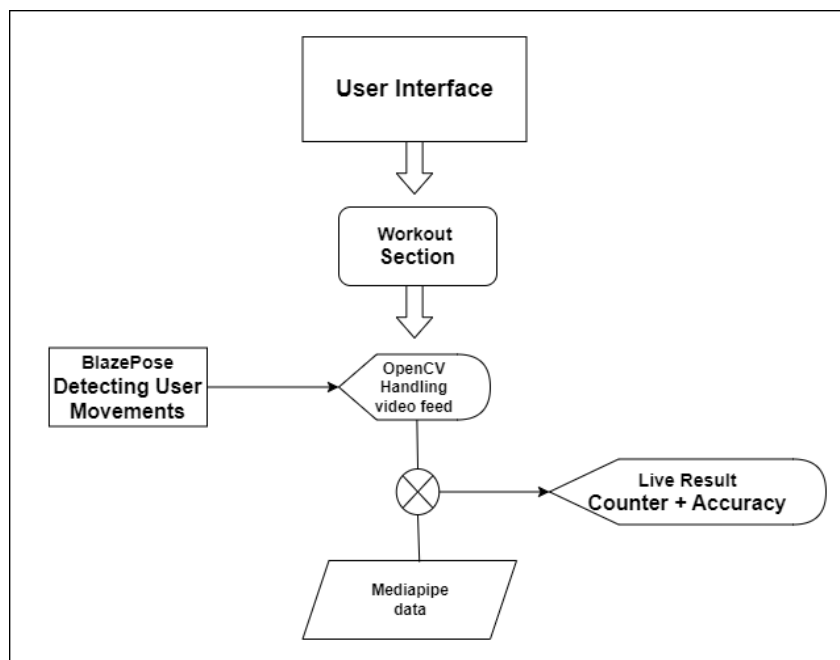 User Interface
Workout
Section
BlazePose
Detecting User
Movements
OpenCV
Handling
video feed
Live Result
Counter + Accuracy
Mediapipe
data